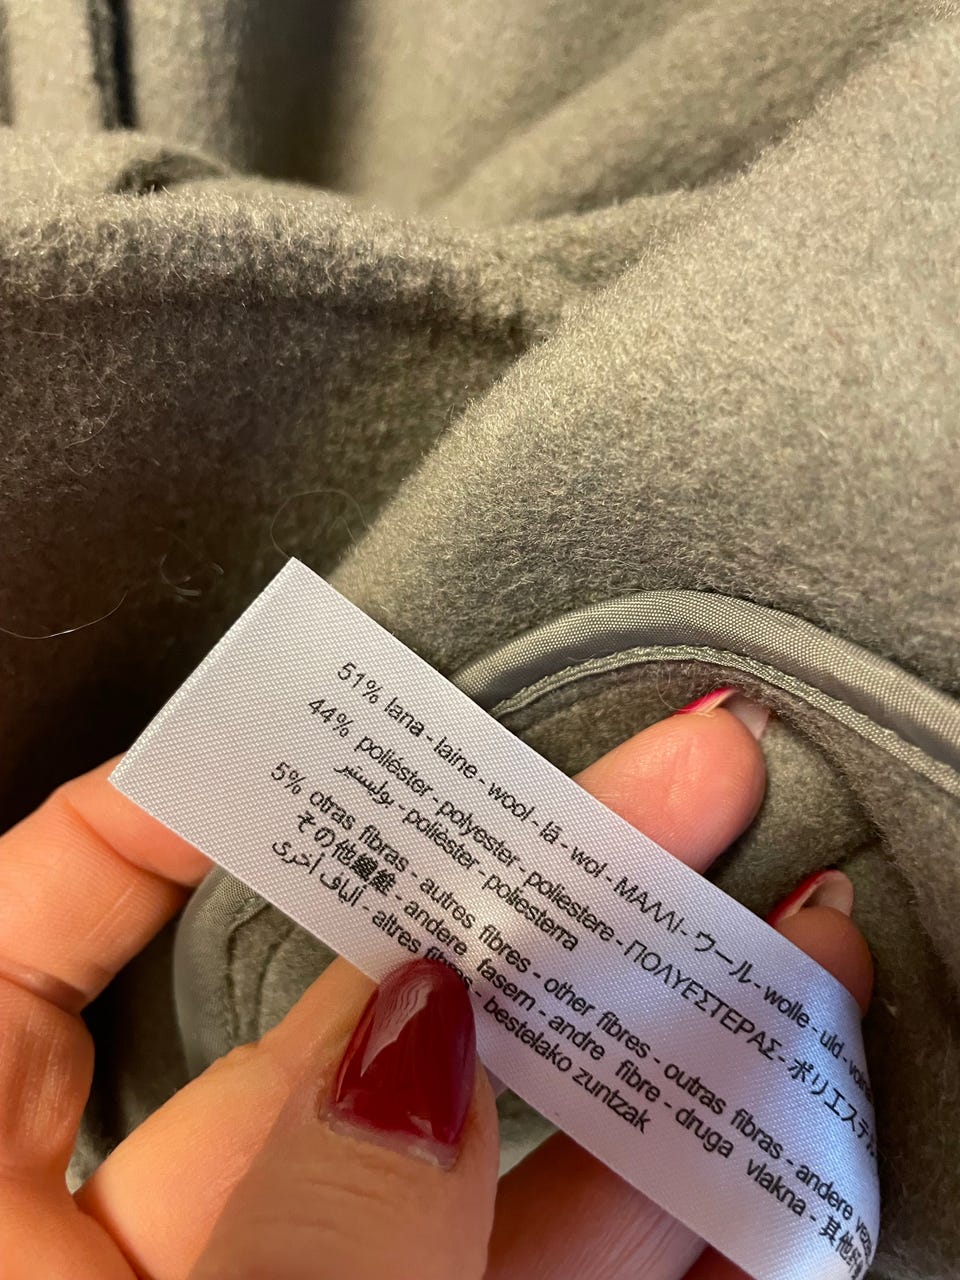 51% lana - laine - wool - lã - wol - ΜΑΛΛΙ - ウール - wolle - uld -
44% poliéster - polyester - poliestere - ΠΟΛΥΕΣΤΕΡΑΣ - ポリエステル
بوليستير - poliéster - poliesterra
5% otras fibras - autres fibres - other fibres - outras fibras - andere
その他繊維 - andere fasern - andre fibre - druga vlakna - 其他
ألياف أخرى - altres fibres - bestelako zuntzak